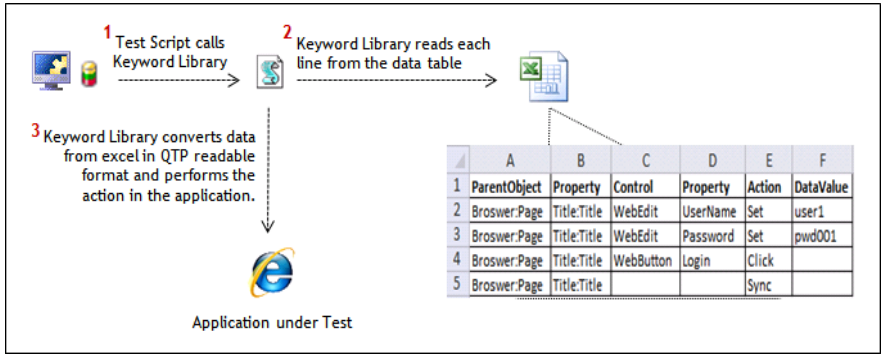 1 Test Script calls
Keyword Library
2 Keyword Library reads each
line from the data table
3 Keyword Library converts data
from excel in QTP readable
format and performs the
action in the application.
Application under Test
A B C D E F
1 ParentObject Property Control Property Action DataValue
2 Broswer:Page Title:Title WebEdit UserName Set user1
3 Broswer:Page Title:Title WebEdit Password Set pwd001
4 Broswer:Page Title:Title WebButton Login Click
5 Broswer:Page Title:Title Sync